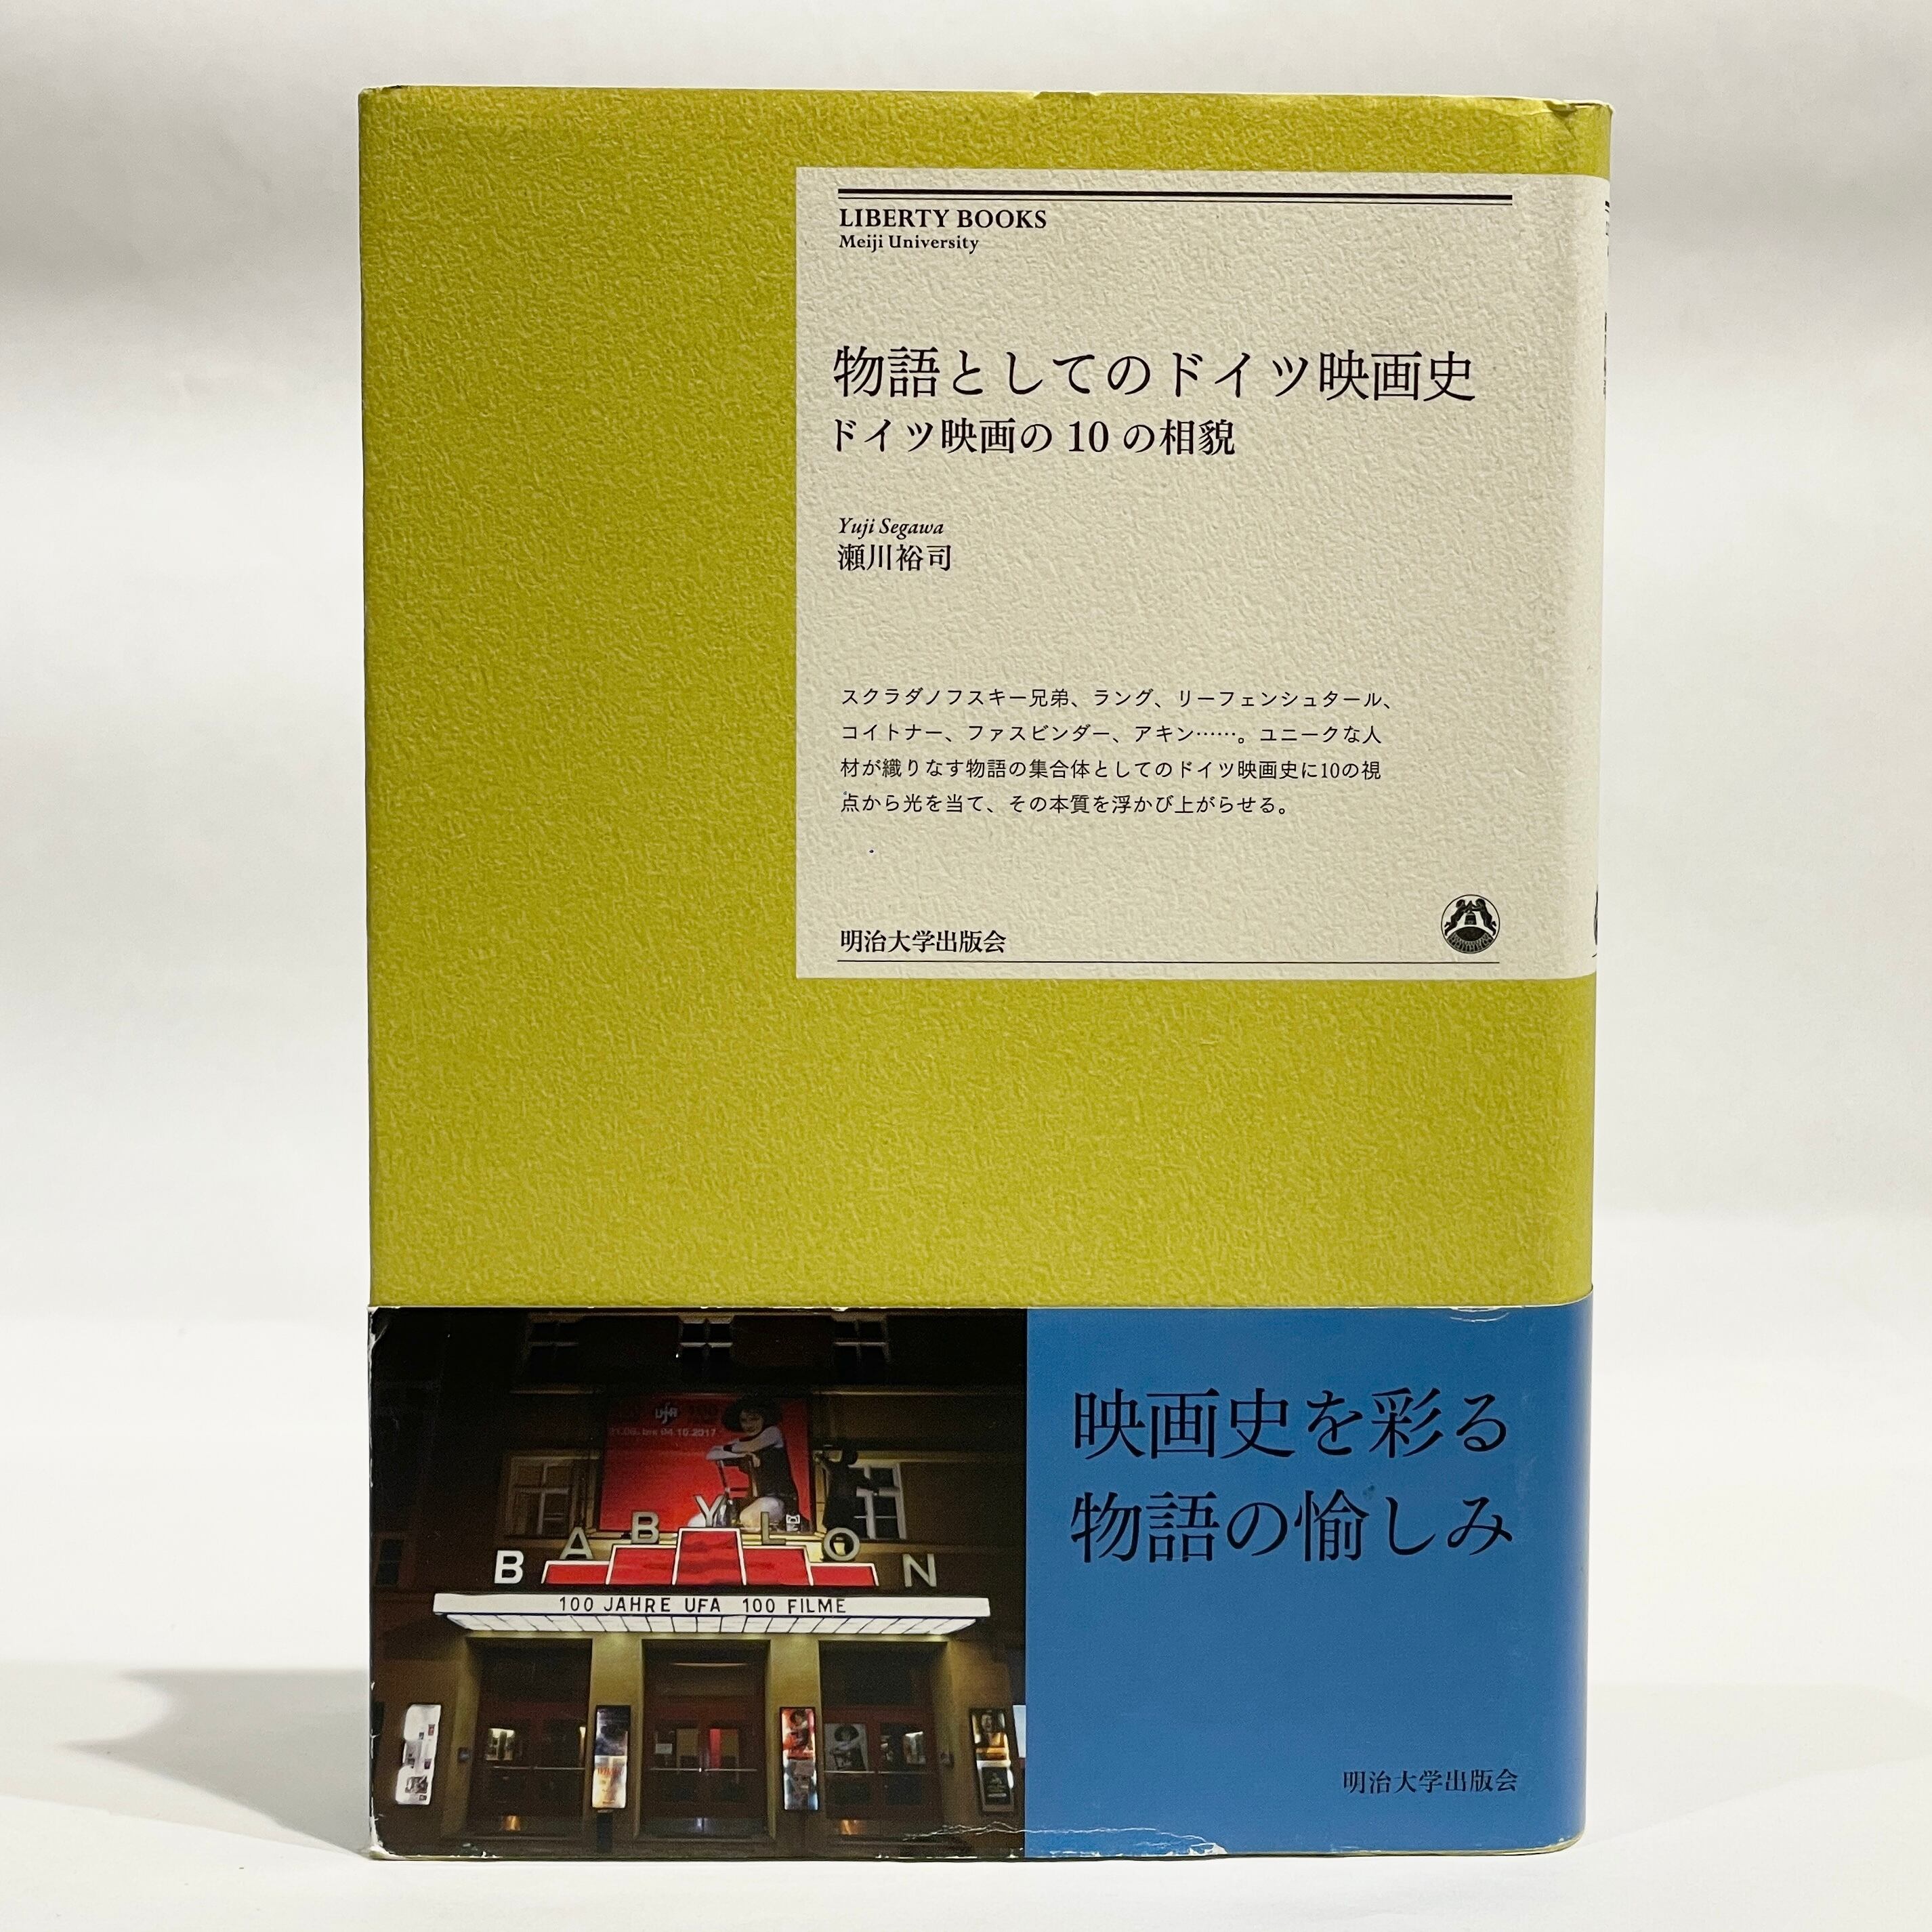 LIBERTY BOOKS
Meiji University
物語としてのドイツ映画史
ドイツ映画の10の相貌
Yuji Segawa
瀬川裕司
スクラダノフスキー兄弟、ラング、リーフェンシュタール、
コイトナー、ファスビンダー、アキン……。ユニークな人
材が織りなす物語の集合体としてのドイツ映画史に10の視
点から光を当て、その本質を浮かび上がらせる。
明治大学出版会
UFA
21.09. bis 04.10.2017
BABYLON
100 JAHRE UFA 100 FILME
映画史を彩る
物語の愉しみ
明治大学出版会